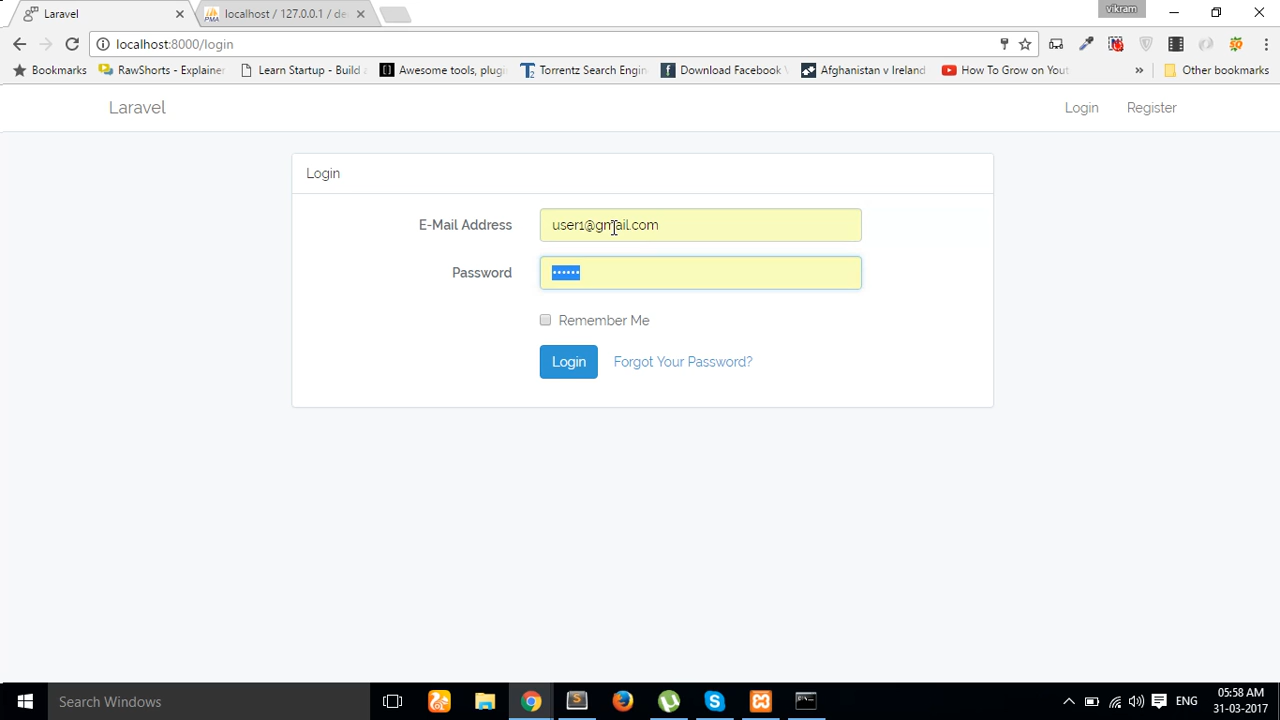 Laravel
localhost / 127.0.0.1 / de
vikram
localhost:8000/login
Bookmarks
RawShorts - Explainer
Learn Startup - Build a
Awesome tools, plugi
Torrentz Search Engin
Download Facebook V
Afghanistan v Ireland
How To Grow on Yout
»
Other bookmarks
Laravel
Login
Register
Login
E-Mail Address
user1@gmail.com
Password
••••••
Remember Me
Login
Forgot Your Password?
Search Windows
ENG
05:38 AM
31-03-2017